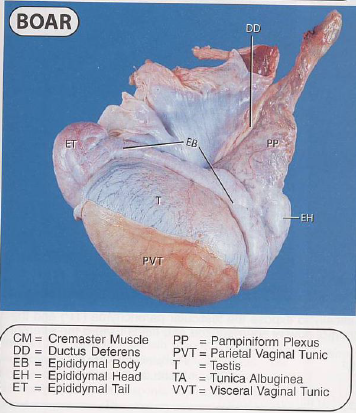 BOAR
DD
ET
EB
PP
T
EH
PVT
CM = Cremaster Muscle
DD = Ductus Deferens
EB = Epididymal Body
EH = Epididymal Head
ET = Epididymal Tail
PP = Pampiniform Plexus
PVT = Parietal Vaginal Tunic
T = Testis
TA = Tunica Albuginea
VVT = Visceral Vaginal Tunic